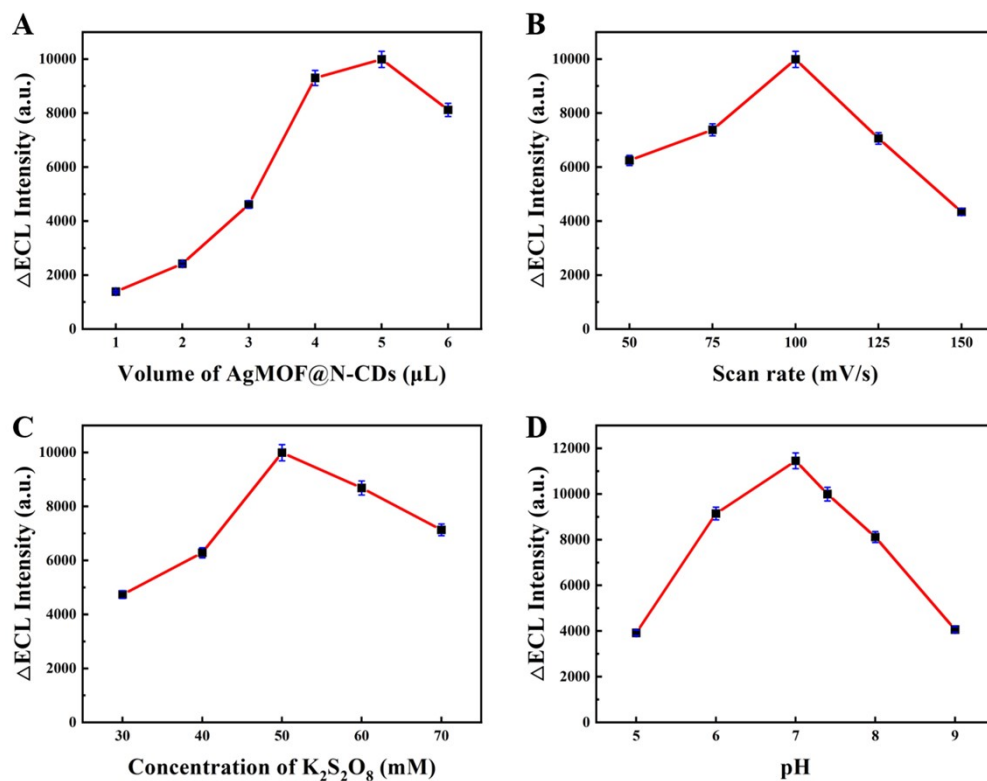 A
△ECL Intensity (a.u.)
10000
8000
6000
4000
2000
0
1 2 3 4 5 6
Volume of AgMOF@N-CDs (μL)
B
△ECL Intensity (a.u.)
10000
8000
6000
4000
2000
0
50 75 100 125 150
Scan rate (mV/s)
C
△ECL Intensity (a.u.)
10000
8000
6000
4000
2000
0
30 40 50 60 70
Concentration of K₂S₂O₈ (mM)
D
△ECL Intensity (a.u.)
12000
10000
8000
6000
4000
2000
0
5 6 7 8 9
pH